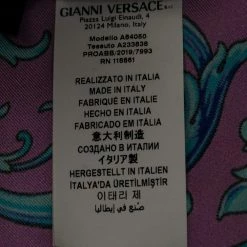 GIANNI VERSACE S.r.l.
Piazza Luigi Einaudi, 4
20124 Milano, Italy
Modello A84050
Tessuto A233836
PROABB/2019/7993
RN 118661
REALIZZATO IN ITALIA
MADE IN ITALY
FABRIQUÉ EN ITALIE
HECHO EN ITALIA
FABRICADO EM ITÁLIA
意大利制造
СДЕЛАНО В ИТАЛИИ
イタリア製
HERGESTELLT IN ITALIEN
İTALYA'DA ÜRETİLMİŞTİR
이태리 제
صنع في إيطاليا